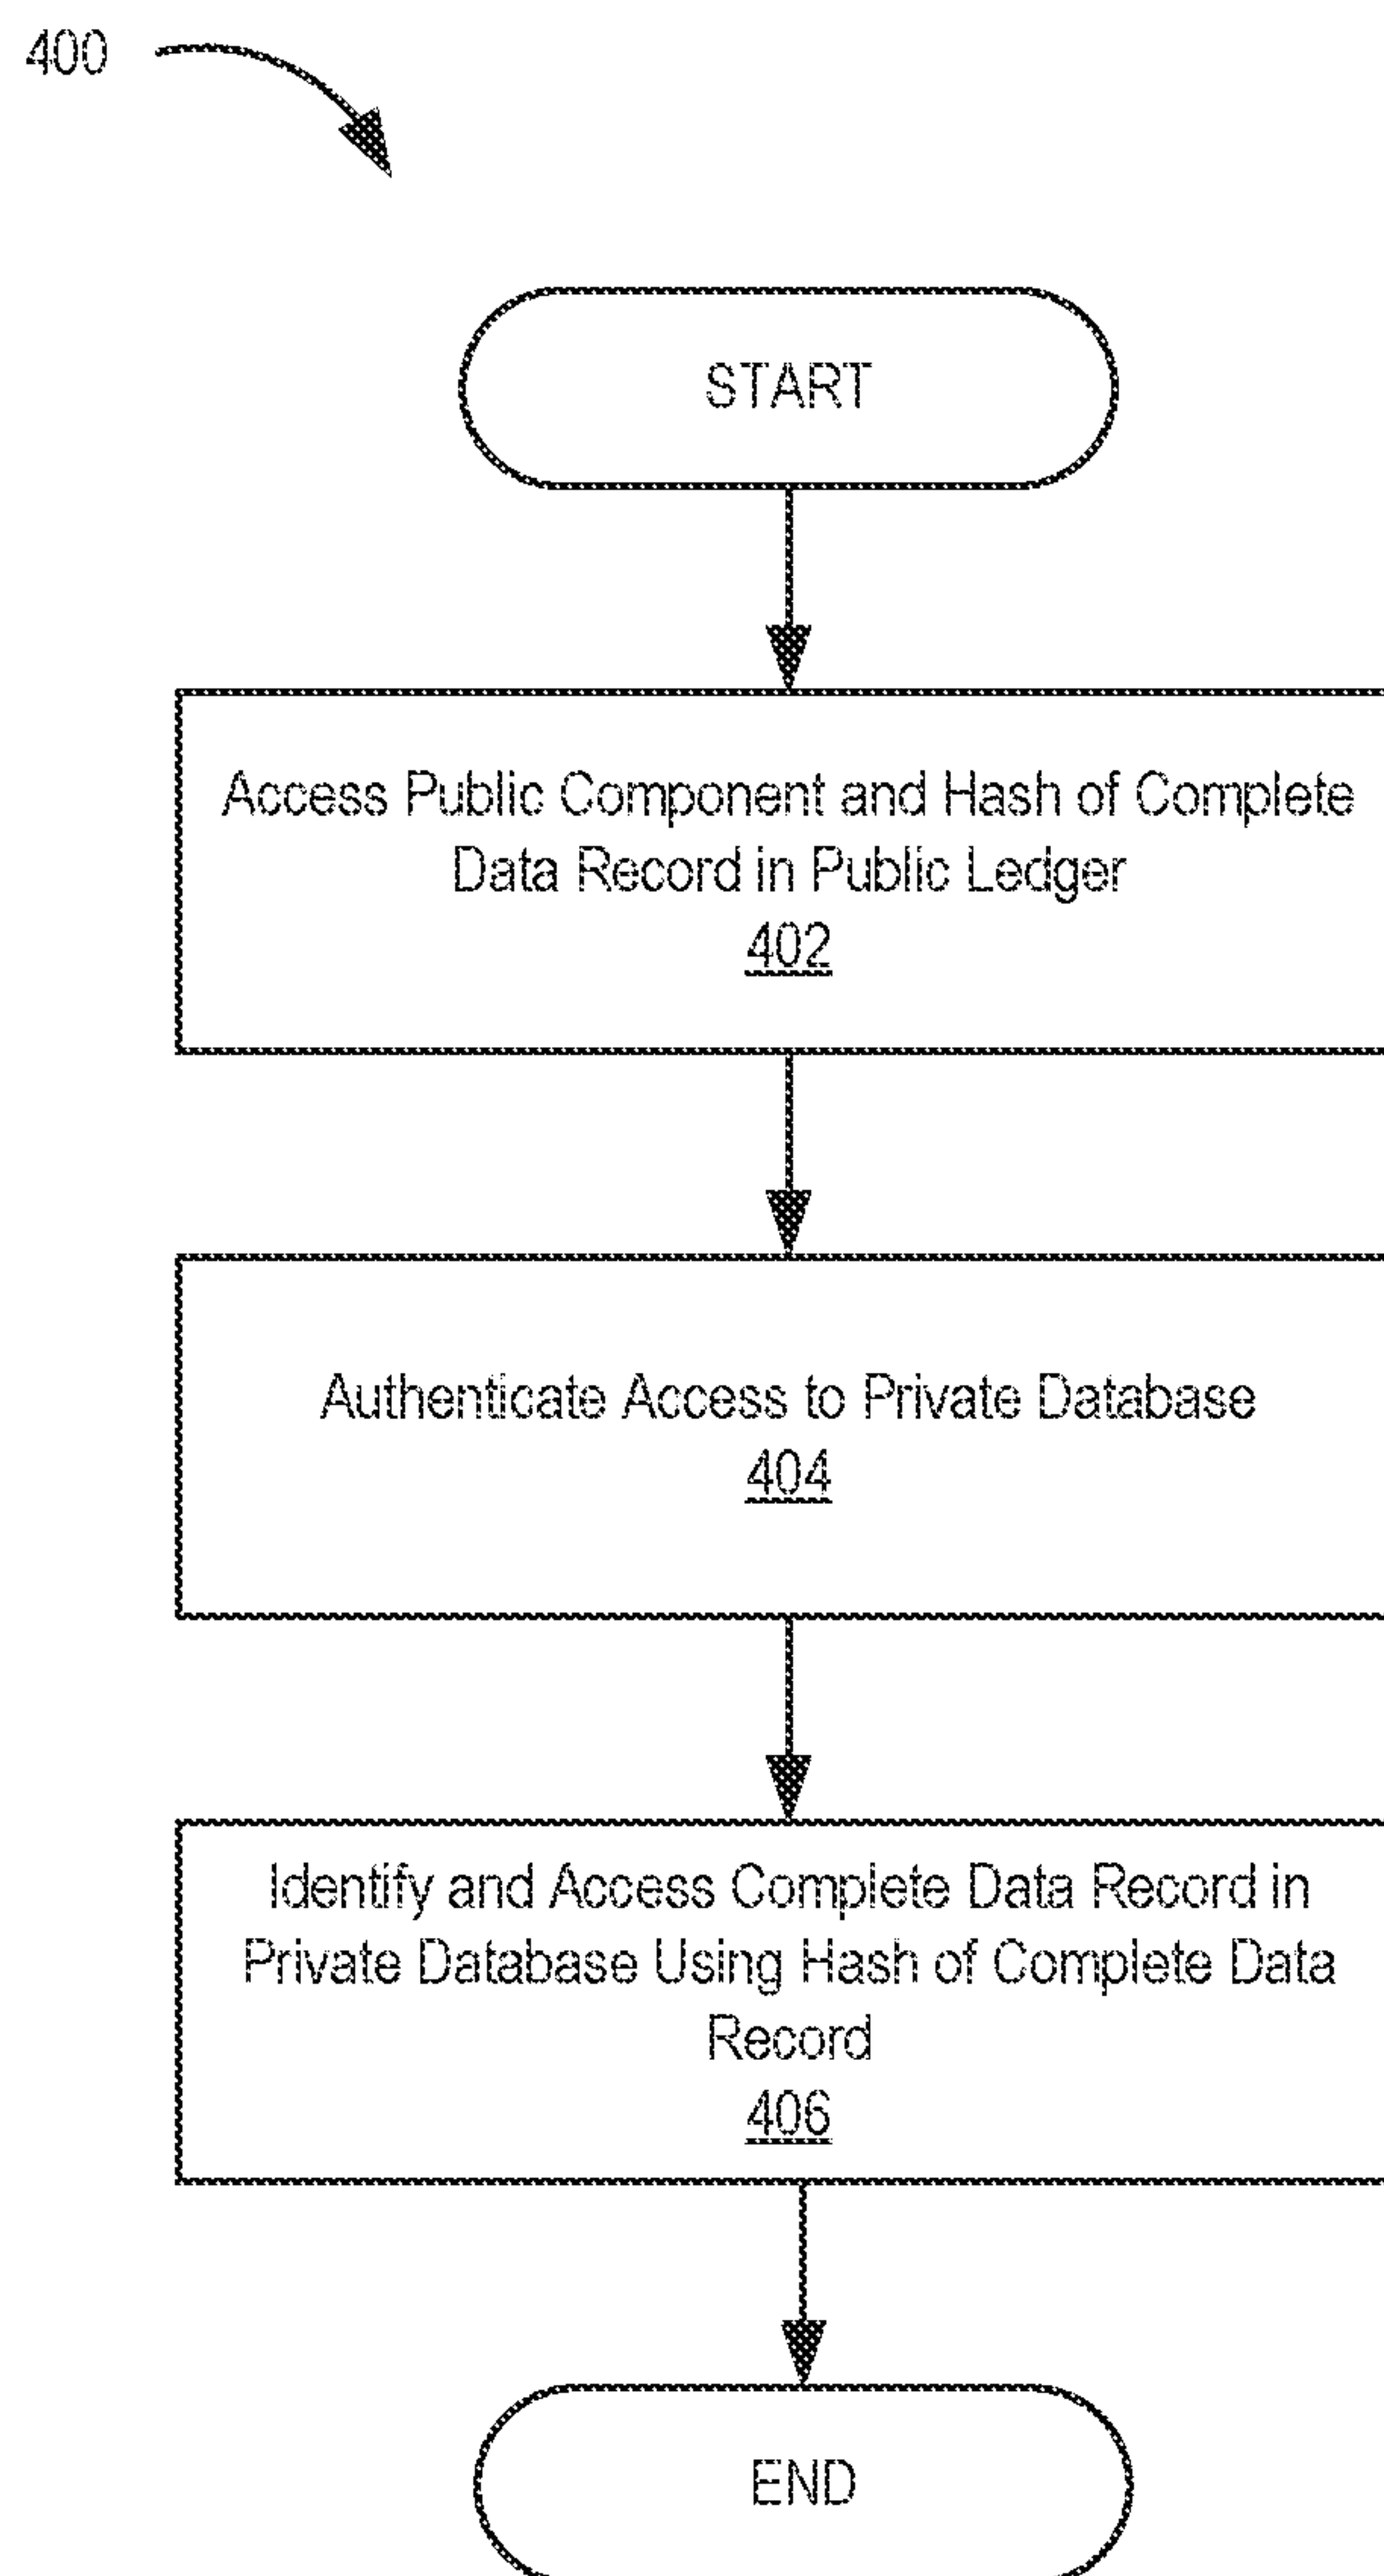 400
START
Access Public Component and Hash of Complete
Data Record in Public Ledger
402
Authenticate Access to Private Database
404
Identify and Access Complete Data Record in
Private Database Using Hash of Complete Data
Record
406
END